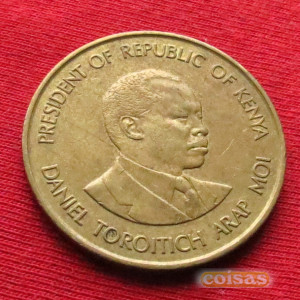 PRESIDENT OF REPUBLIC OF KENYA
DANIEL TOROITICH ARAP MOI
coisas